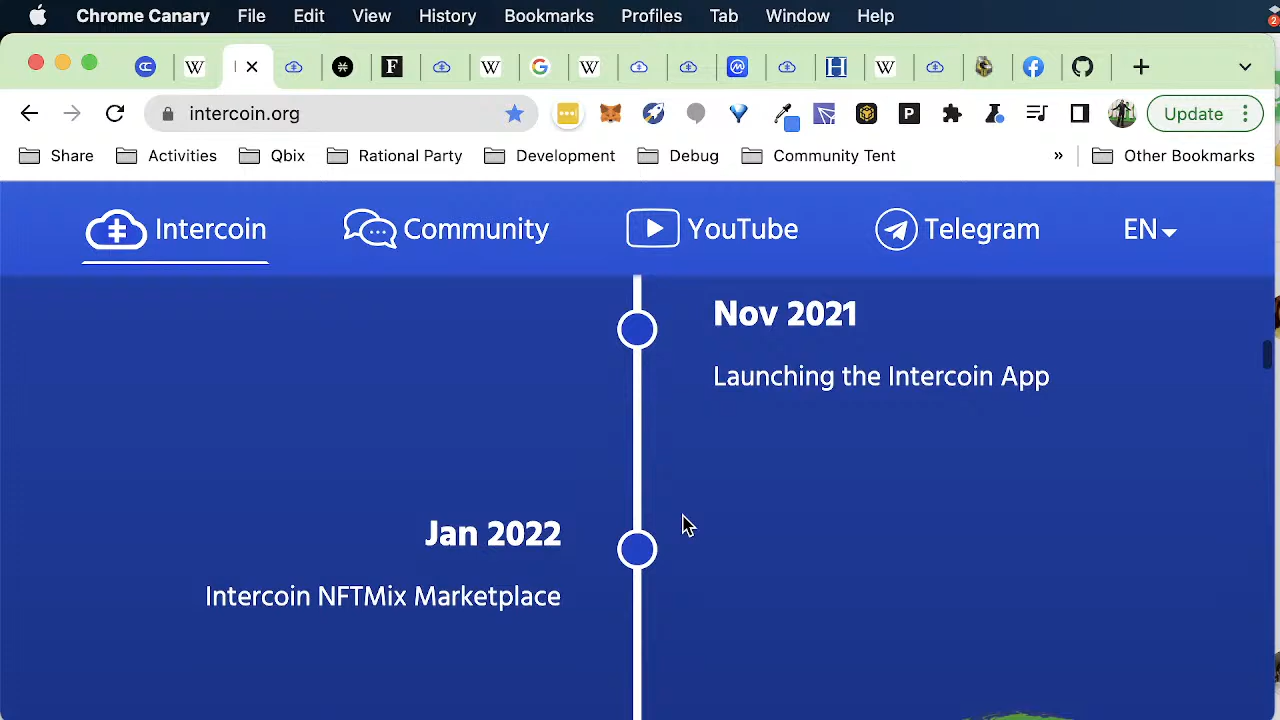 Chrome Canary File Edit View History Bookmarks Profiles Tab Window Help
2
intercoin.org
P
Update
Share Activities Qbix Rational Party Development Debug Community Tent » Other Bookmarks
Intercoin Community YouTube Telegram EN
Nov 2021
Launching the Intercoin App
Jan 2022
Intercoin NFTMix Marketplace